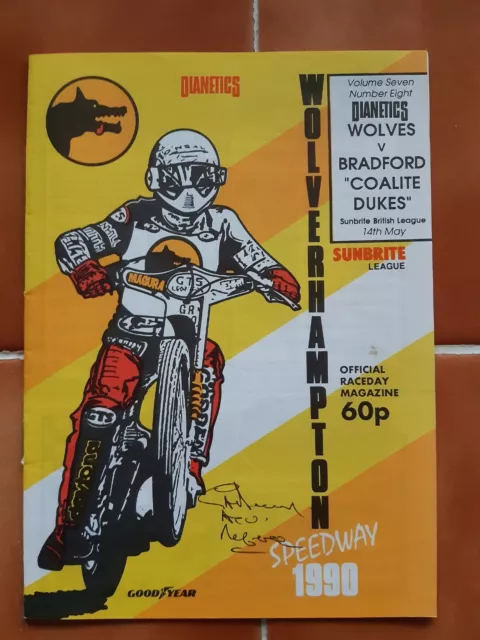 DIANETICS
WOLVERHAMPTON
Volume Seven
Number Eight
DIANETICS
WOLVES
v
BRADFORD
"COALITE
DUKES"
Sunbrite British League
14th May
SUNBRITE
LEAGUE
MAGURA
GTS
OFFICIAL
RACEDAY
MAGAZINE
60p
SPEEDWAY
1990
GOODYEAR